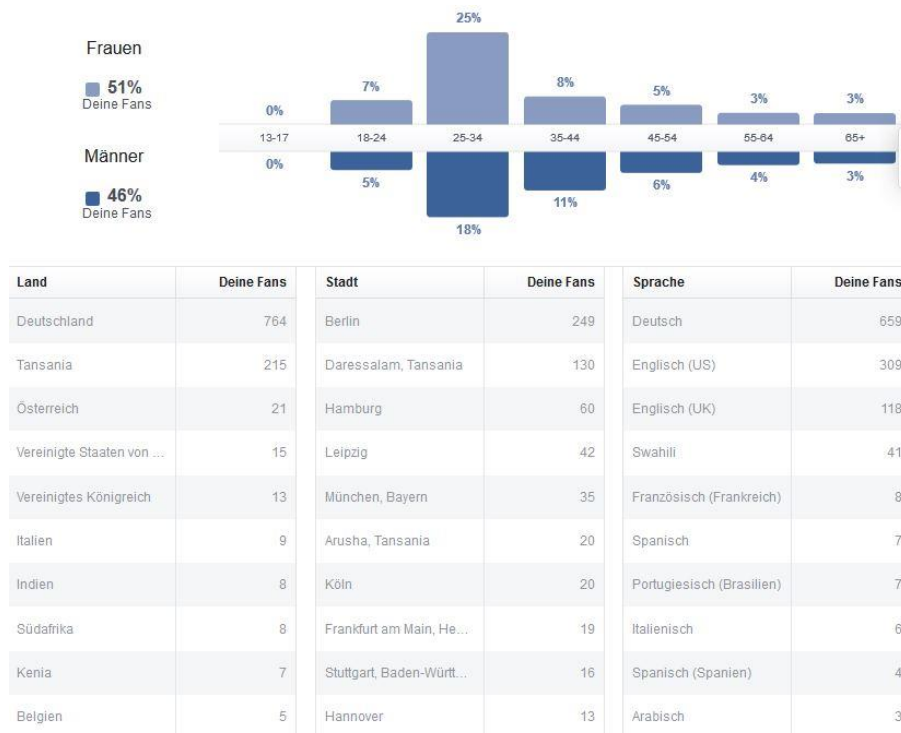 25%
Frauen
7% 8%
51% 5%
Deine Fans 3% 3%
0%
13-17 18-24 25-34 35-44 45-54 55-64 65+
Männer
0%
5% 6% 4% 3%
46% 11%
Deine Fans
18%
Land Deine Fans Stadt Deine Fans Sprache Deine Fans
Deutschland 764 Berlin 249 Deutsch 659
Tansania 215 Daressalam, Tansania 130 Englisch (US) 309
Österreich 21 Hamburg 60 Englisch (UK) 118
Vereinigte Staaten von ... 15 Leipzig 42 Swahili 41
Vereinigtes Königreich 13 München, Bayern 35 Französisch (Frankreich) 8
Italien 9 Arusha, Tansania 20 Spanisch 7
Indien 8 Köln 20 Portugiesisch (Brasilien) 7
Südafrika 8 Frankfurt am Main, He... 19 Italienisch 6
Kenia 7 Stuttgart, Baden-Württ... 16 Spanisch (Spanien) 4
Belgien 5 Hannover 13 Arabisch 3